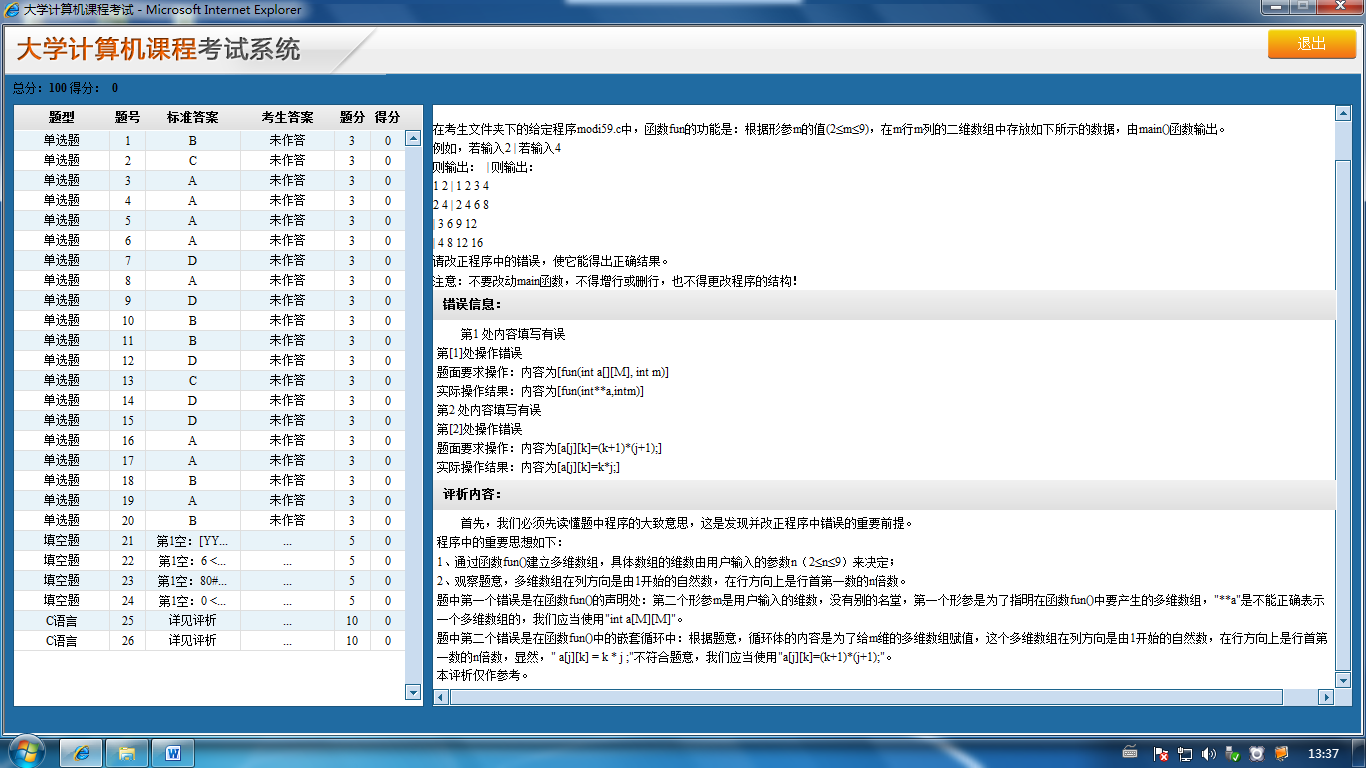 大学计算机课程考试 - Microsoft Internet Explorer
大学计算机课程考试系统
退出
总分：100 得分： 0
题型 题号 标准答案 考生答案 题分 得分
单选题 1 B 未作答 3 0
单选题 2 C 未作答 3 0
单选题 3 A 未作答 3 0
单选题 4 A 未作答 3 0
单选题 5 A 未作答 3 0
单选题 6 A 未作答 3 0
单选题 7 D 未作答 3 0
单选题 8 A 未作答 3 0
单选题 9 D 未作答 3 0
单选题 10 B 未作答 3 0
单选题 11 B 未作答 3 0
单选题 12 D 未作答 3 0
单选题 13 C 未作答 3 0
单选题 14 D 未作答 3 0
单选题 15 D 未作答 3 0
单选题 16 A 未作答 3 0
单选题 17 A 未作答 3 0
单选题 18 B 未作答 3 0
单选题 19 A 未作答 3 0
单选题 20 B 未作答 3 0
填空题 21 第1空：[YY... ... 5 0
填空题 22 第1空：6 <... ... 5 0
填空题 23 第1空：80#... ... 5 0
填空题 24 第1空：0 <... ... 5 0
C语言 25 详见评析 ... 10 0
C语言 26 详见评析 ... 10 0
在考生文件夹下的给定程序modi59.c中，函数fun的功能是：根据形参m的值(2≤m≤9)，在m行m列的二维数组中存放如下所示的数据，由main()函数输出。
例如，若输入2 | 若输入4
则输出： | 则输出：
1 2 | 1 2 3 4
2 4 | 2 4 6 8
| 3 6 9 12
| 4 8 12 16
请改正程序中的错误，使它能得出正确结果。
注意：不要改动main函数，不得增行或删行，也不得更改程序的结构！
错误信息：
第1 处内容填写有误
第[1]处操作错误
题面要求操作：内容为[fun(int a[][M], int m)]
实际操作结果：内容为[fun(int**a,intm)]
第2 处内容填写有误
第[2]处操作错误
题面要求操作：内容为[a[j][k]=(k+1)*(j+1);]
实际操作结果：内容为[a[j][k]=k*j;]
评析内容：
首先，我们必须先读懂题中程序的大致意思，这是发现并改正程序中错误的重要前提。
程序中的重要思想如下：
1、通过函数fun()建立多维数组，具体数组的维数由用户输入的参数n（2≤n≤9）来决定；
2、观察题意，多维数组在列方向是由1开始的自然数，在行方向上是行首第一数的n倍数。
题中第一个错误是在函数fun()的声明处：第二个形参m是用户输入的维数，没有别的名堂，第一个形参是为了指明在函数fun()中要产生的多维数组，"**a"是不能正确表示
一个多维数组的，我们应当使用"int a[M][M]"。
题中第二个错误是在函数fun()中的嵌套循环中：根据题意，循环体的内容是为了给m维的多维数组赋值，这个多维数组在列方向是由1开始的自然数，在行方向上是行首第
一数的n倍数，显然，" a[j][k] = k * j ;"不符合题意，我们应当使用"a[j][k]=(k+1)*(j+1);"。
本评析仅作参考。
13:37